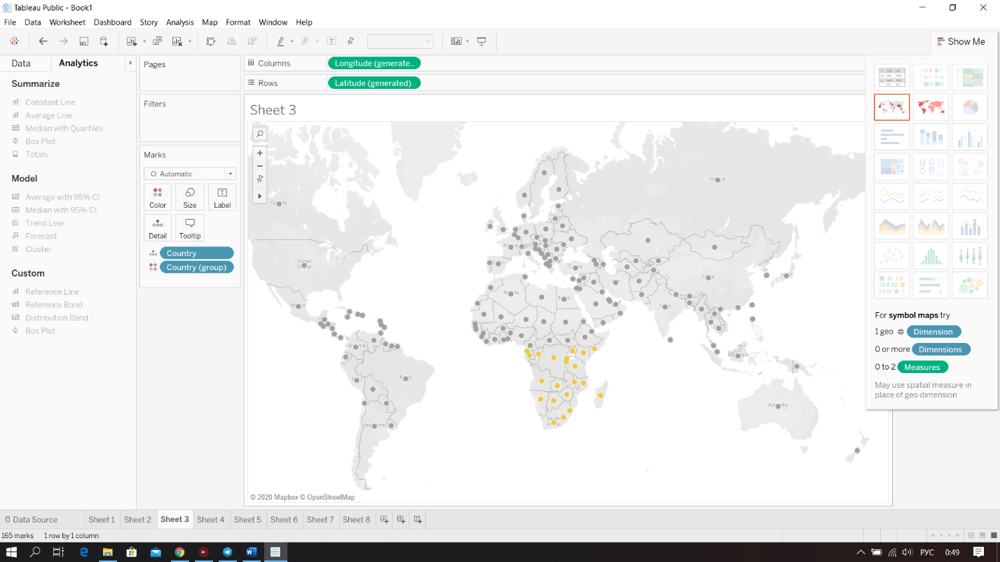 Tableau Public - Book1
File Data Worksheet Dashboard Story Analysis Map Format Window Help
Show Me
Data Analytics
Summarize
Constant Line
Average Line
Median with Quartiles
Box Plot
Totals
Model
Average with 95% CI
Median with 95% CI
Trend Line
Forecast
Cluster
Custom
Reference Line
Reference Band
Distribution Band
Box Plot
Pages
Filters
Marks
Automatic
Color Size Label
Detail Tooltip
Country
Country (group)
Columns Longitude (generate..
Rows Latitude (generated)
Sheet 3
© 2020 Mapbox © OpenStreetMap
For symbol maps try
1 geo Dimension
0 or more Dimensions
0 to 2 Measures
May use spatial measure in
place of geo dimension
Data Source Sheet 1 Sheet 2 Sheet 3 Sheet 4 Sheet 5 Sheet 6 Sheet 7 Sheet 8
165 marks 1 row by 1 column
РУС 0:49